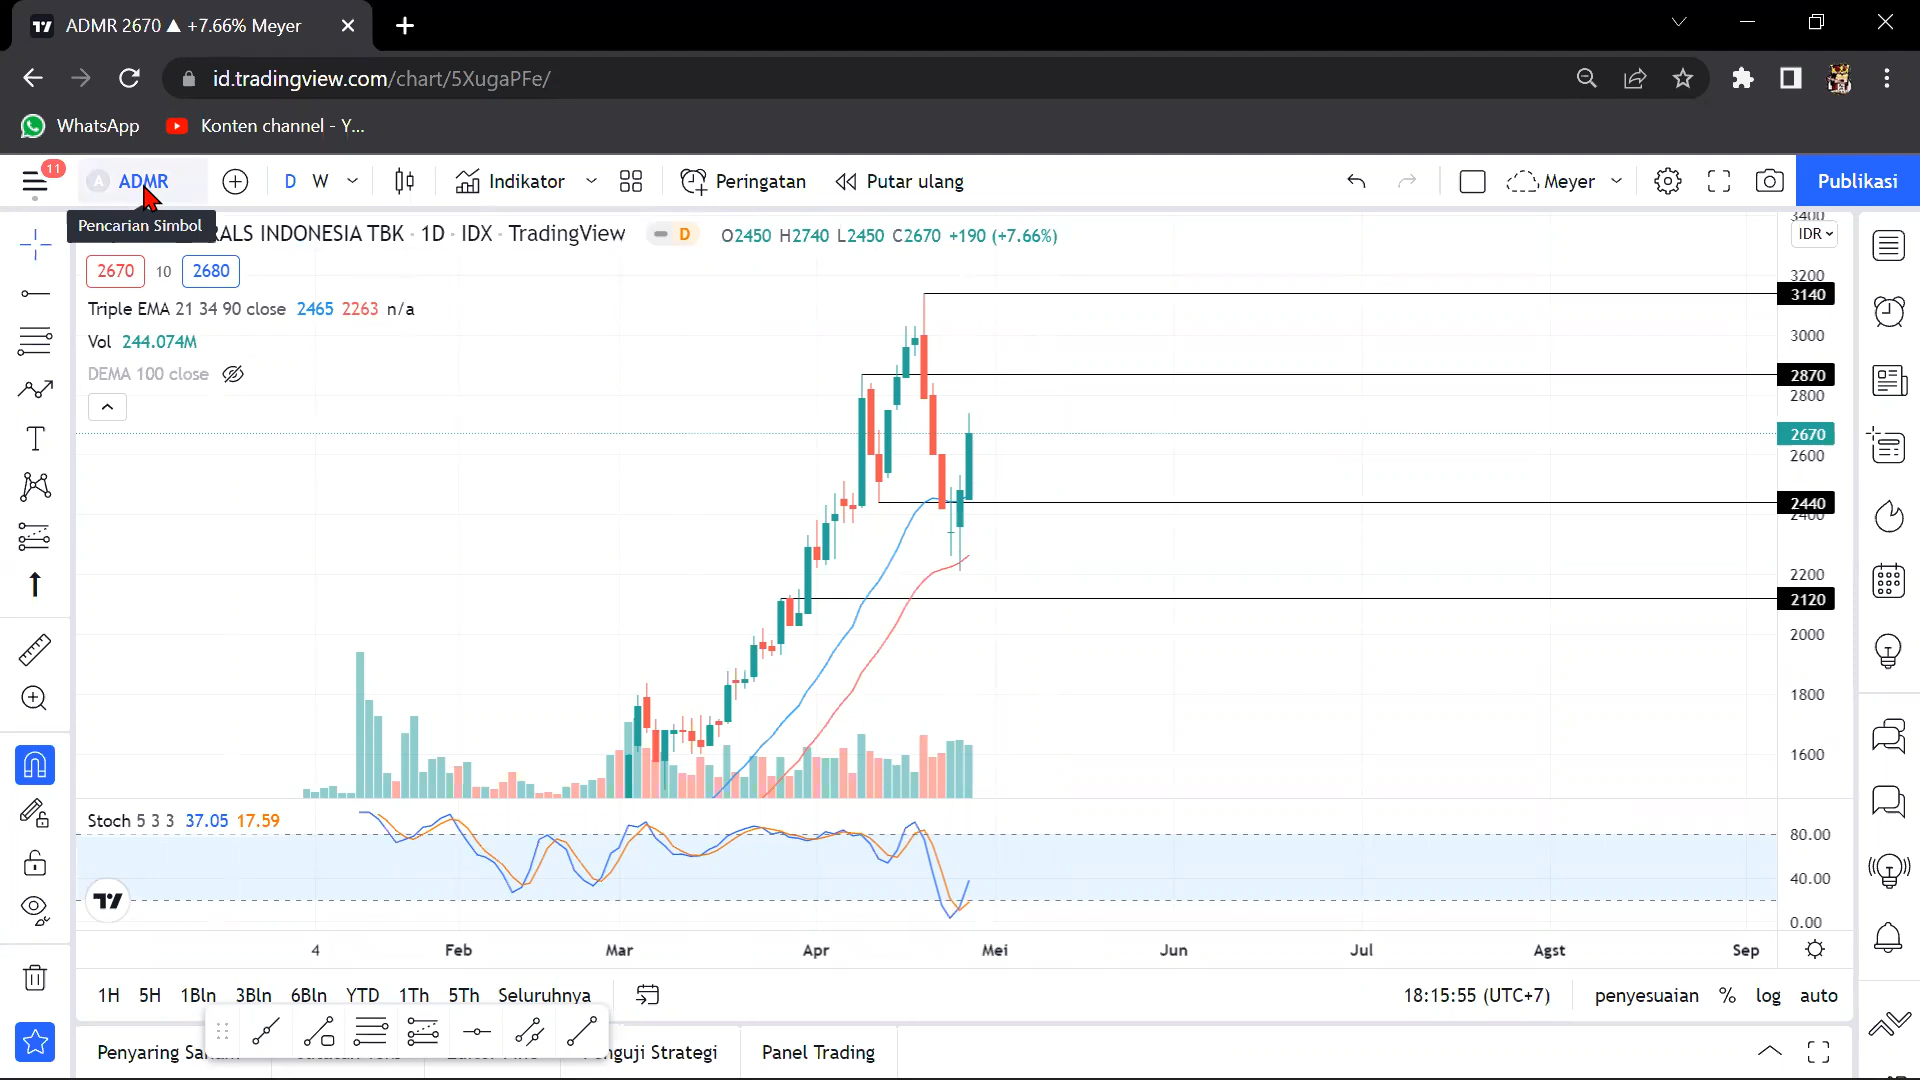 ADMR 2670 ▲ +7.66% Meyer
id.tradingview.com/chart/5XugaPFe/
WhatsApp
Konten channel - Y...
11
A ADMR
D W
Indikator
Peringatan
Putar ulang
Meyer
Publikasi
Pencarian Simbol
RALS INDONESIA TBK · 1D · IDX · TradingView
D
O2450 H2740 L2450 C2670 +190 (+7.66%)
2670 10 2680
Triple EMA 21 34 90 close 2465 2263 n/a
Vol 244.074M
DEMA 100 close
3400
IDR
3200
3140
3000
2870
2800
2670
2600
2440
2400
2200
2120
2000
1800
1600
Stoch 5 3 3 37.05 17.59
80.00
40.00
0.00
4 Feb Mar Apr Mei Jun Jul Agst Sep
1H 5H 1Bln 3Bln 6Bln YTD 1Th 5Th Seluruhnya
18:15:55 (UTC+7)
penyesuaian % log auto
Penyaring
Strategi
Panel Trading